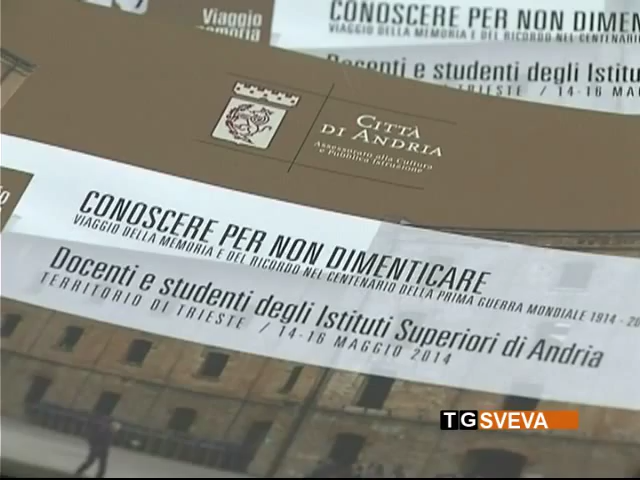 Viaggio
CONOSCERE PER NON DIMEN
VIAGGIO DELLA MEMORIA E DEL RICORDO NEL CENTENARIO
Docenti e studenti degli Istitu
TRIESTE / 14-16 MAGGIO
CITTÀ
DI ANDRIA
Assessorato alla Cultura
e Pubblica Istruzione
CONOSCERE PER NON DIMENTICARE
VIAGGIO DELLA MEMORIA E DEL RICORDO NEL CENTENARIO DELLA PRIMA GUERRA MONDIALE 1914 - 20
Docenti e studenti degli Istituti Superiori di Andria
TERRITORIO DI TRIESTE / 14-16 MAGGIO 2014
TGSVEVA